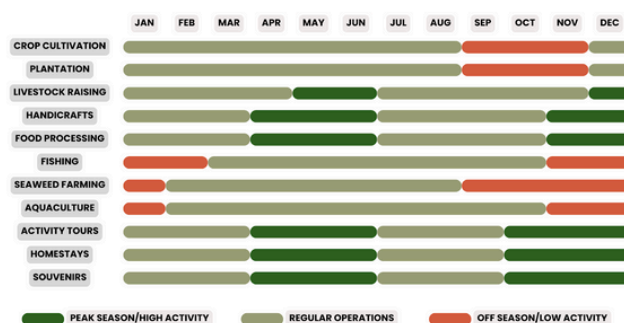 JAN FEB MAR APR MAY JUN JUL AUG SEP OCT NOV DEC
CROP CULTIVATION
PLANTATION
LIVESTOCK RAISING
HANDICRAFTS
FOOD PROCESSING
FISHING
SEAWEED FARMING
AQUACULTURE
ACTIVITY TOURS
HOMESTAYS
SOUVENIRS
PEAK SEASON/HIGH ACTIVITY REGULAR OPERATIONS OFF SEASON/LOW ACTIVITY